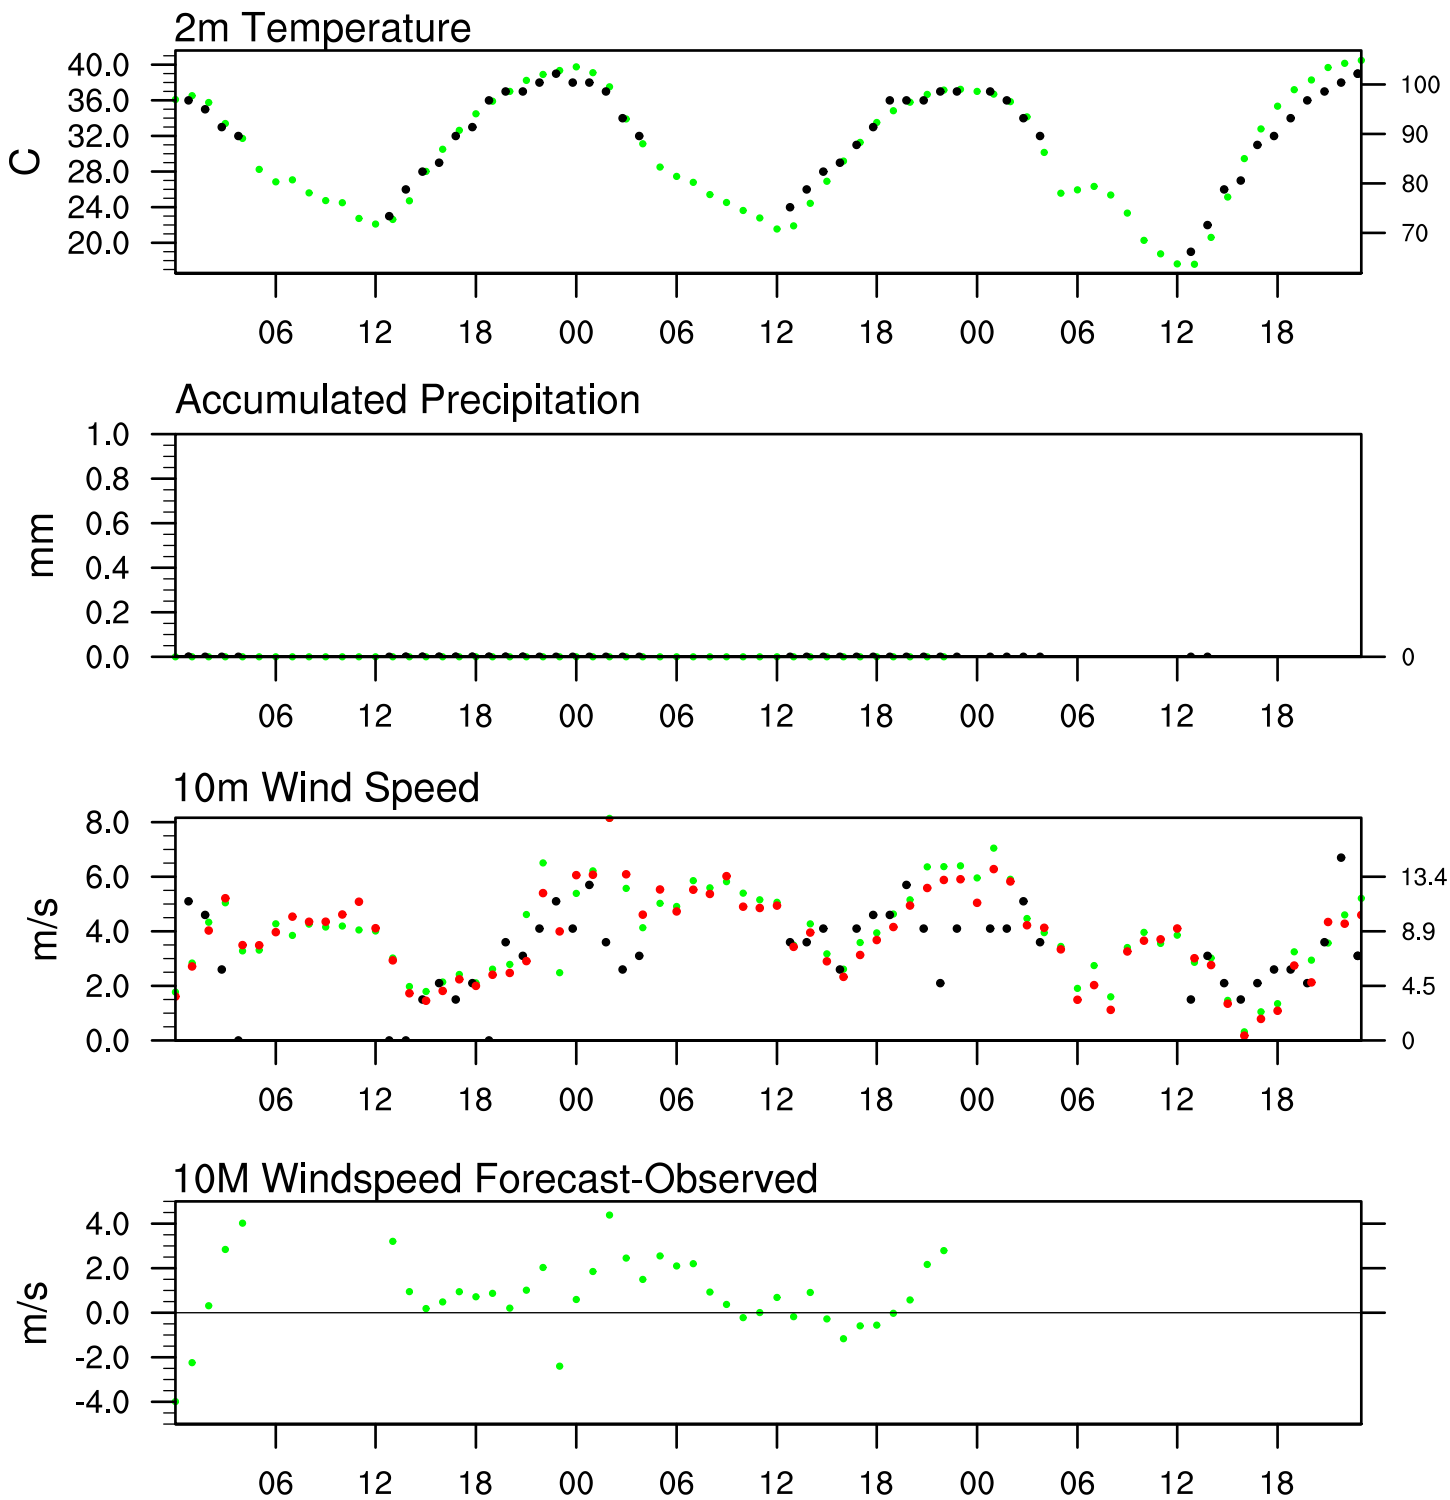 2m Temperature
40.0
36.0
32.0
28.0
24.0
20.0
C
100
90
80
70
06 12 18 00 06 12 18 00 06 12 18
Accumulated Precipitation
1.0
0.8
0.6
0.4
0.2
0.0
mm
0
06 12 18 00 06 12 18 00 06 12 18
10m Wind Speed
8.0
6.0
4.0
2.0
0.0
m/s
13.4
8.9
4.5
0
06 12 18 00 06 12 18 00 06 12 18
10M Windspeed Forecast-Observed
4.0
2.0
0.0
-2.0
-4.0
m/s
06 12 18 00 06 12 18 00 06 12 18